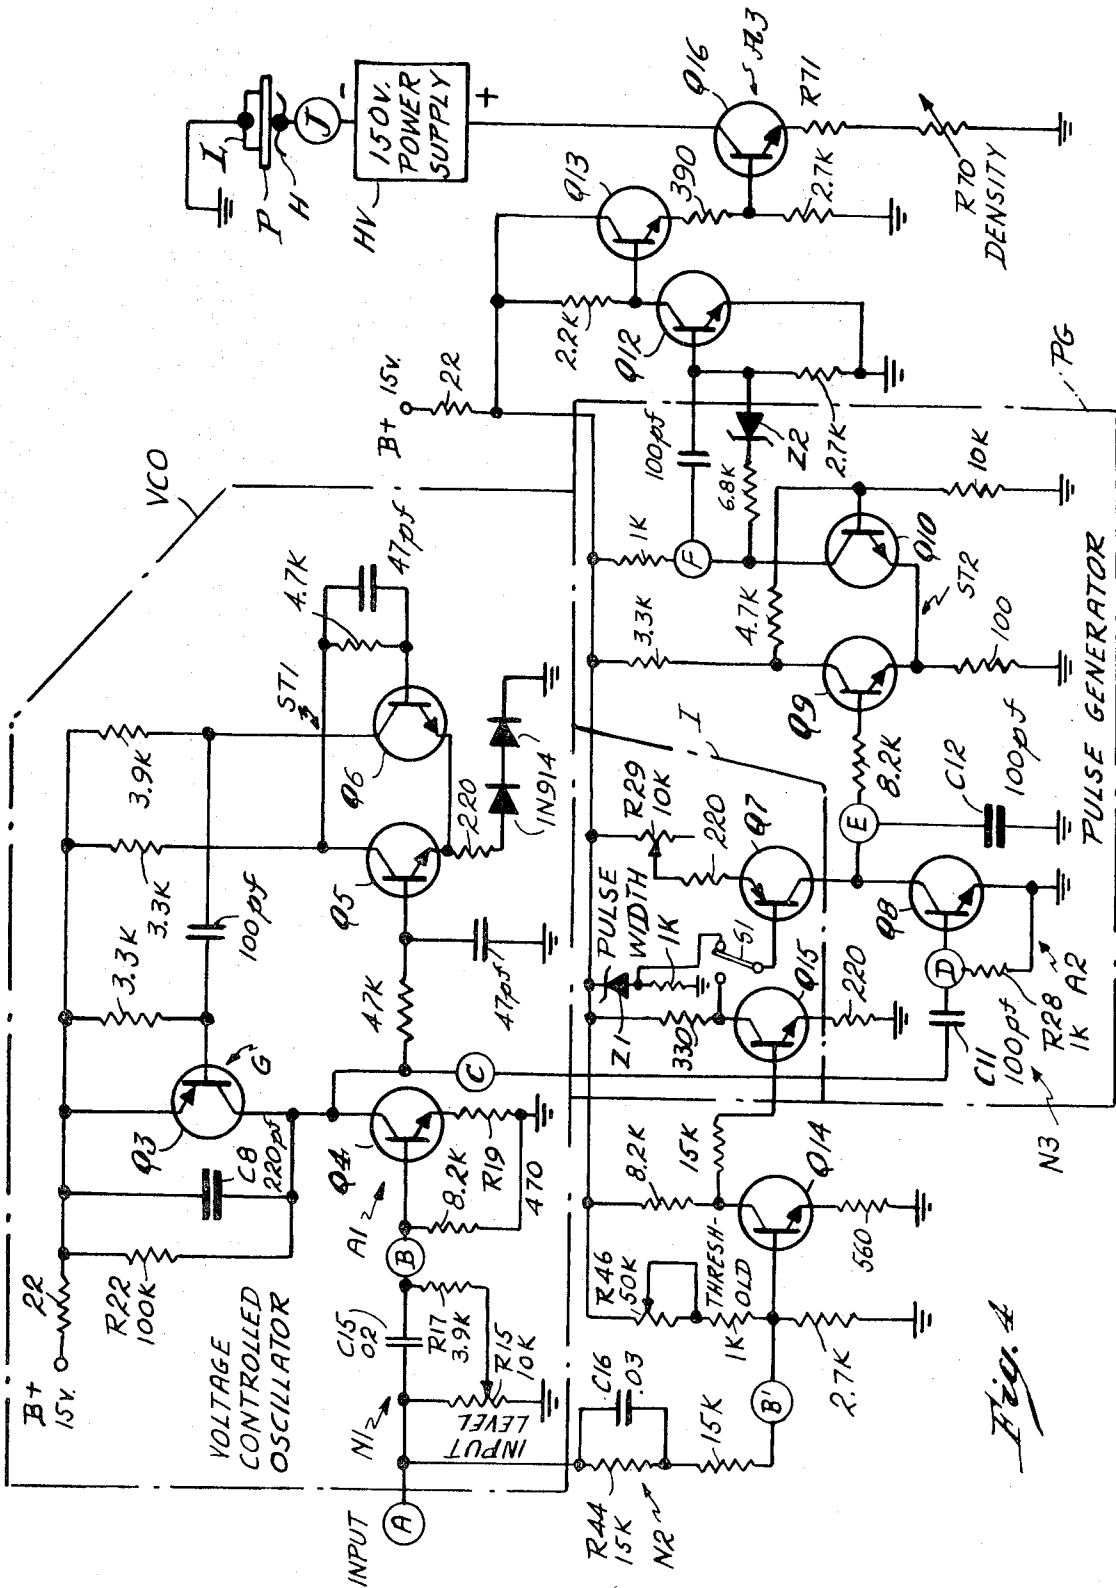 B+
15v.
22
R22
100K
VOLTAGE
CONTROLLED
OSCILLATOR
Q3
C8
220pf
G
3.3K
3.3K
3.9K
100pf
VCO
INPUT
A
N1
INPUT
LEVEL
C15
02
R17
3.9K
R15
10K
B
A1
8.2K
Q4
R19
470
C
47K
47pf
Q5
220
1N914
Q6
ST1
4.7K
47pf
B+
15v.
22
R44
15K
N2
C16
.03
15K
B'
2.7K
R46
50K
THRESH-
OLD
1K
8.2K
15K
Q14
560
Z1
PULSE
WIDTH
1K
330
S1
Q15
220
R29
10K
220
Q7
I
N3
C11
100pf
D
R28
1K
A2
Q8
E
C12
100pf
8.2K
Q9
3.3K
4.7K
100
ST2
1K
F
Q10
10K
100pf
6.8K
Z2
2.7K
PG
PULSE GENERATOR
2.2K
Q12
Q13
390
2.7K
Q16
A3
R71
R70
DENSITY
HV
150V.
POWER
SUPPLY
-
+
J
H
P
I
Fig. 4